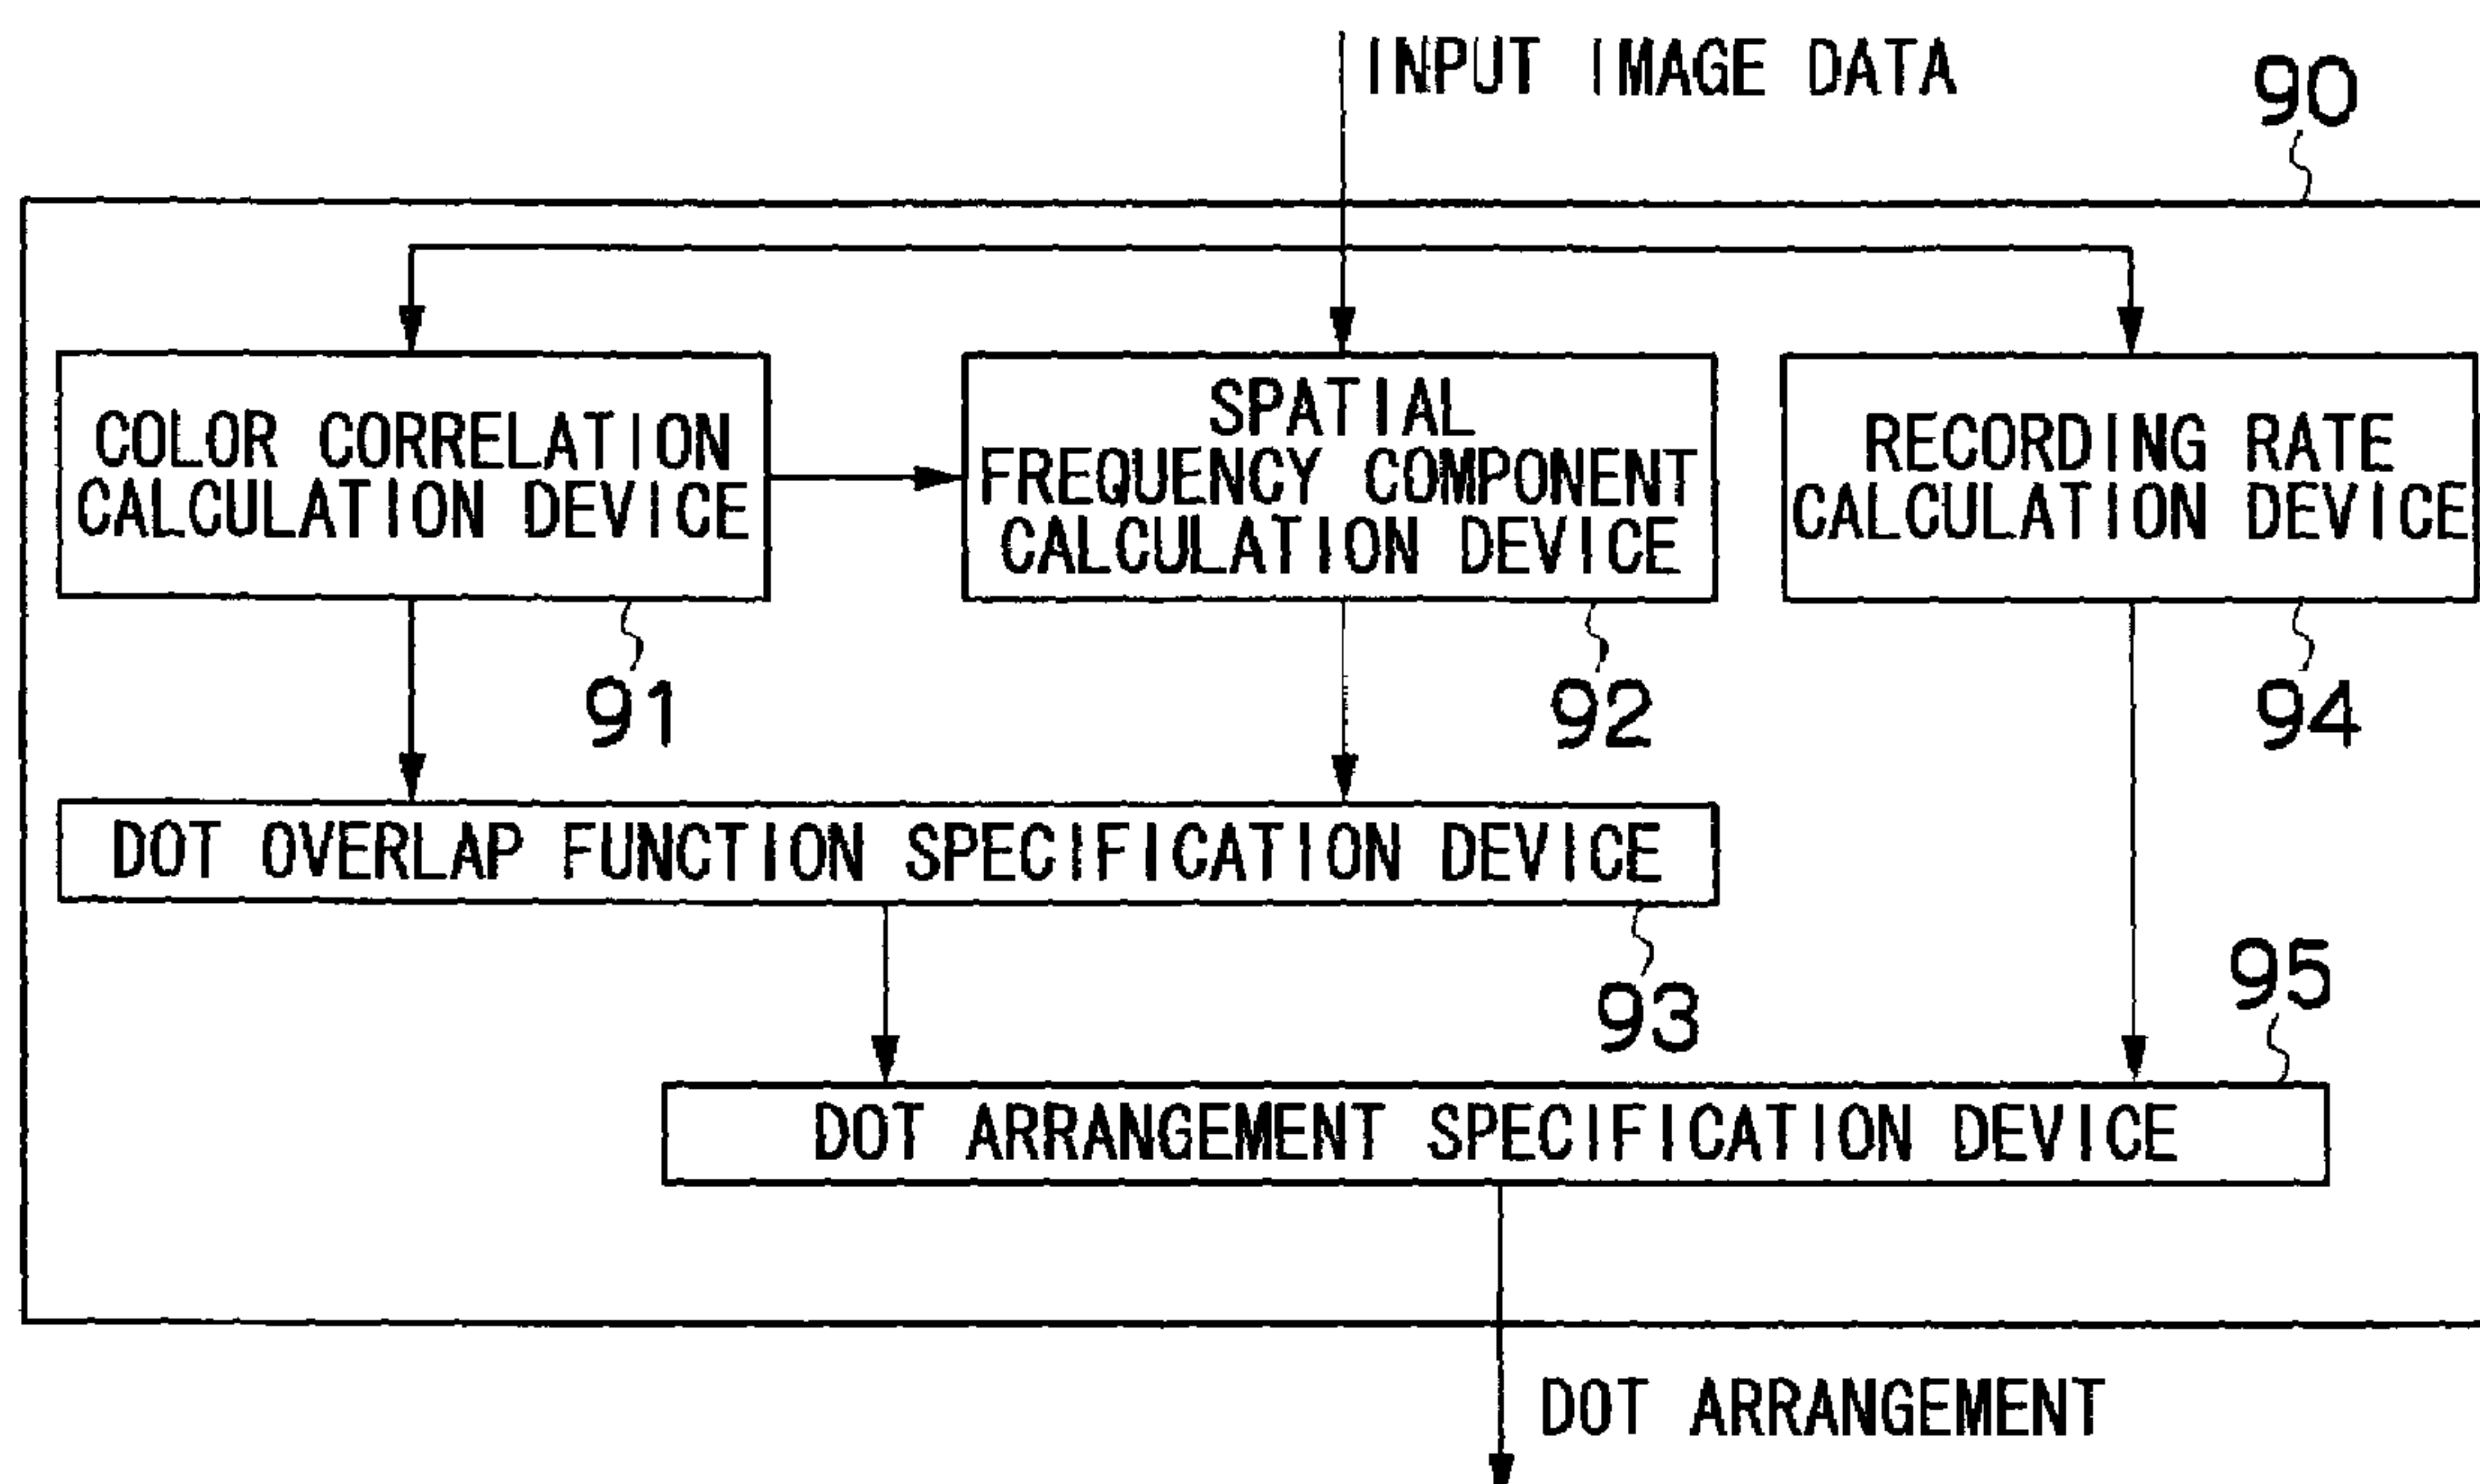 INPUT IMAGE DATA
90
COLOR CORRELATION
CALCULATION DEVICE
SPATIAL
FREQUENCY COMPONENT
CALCULATION DEVICE
RECORDING RATE
CALCULATION DEVICE
91
92
94
DOT OVERLAP FUNCTION SPECIFICATION DEVICE
93
95
DOT ARRANGEMENT SPECIFICATION DEVICE
DOT ARRANGEMENT